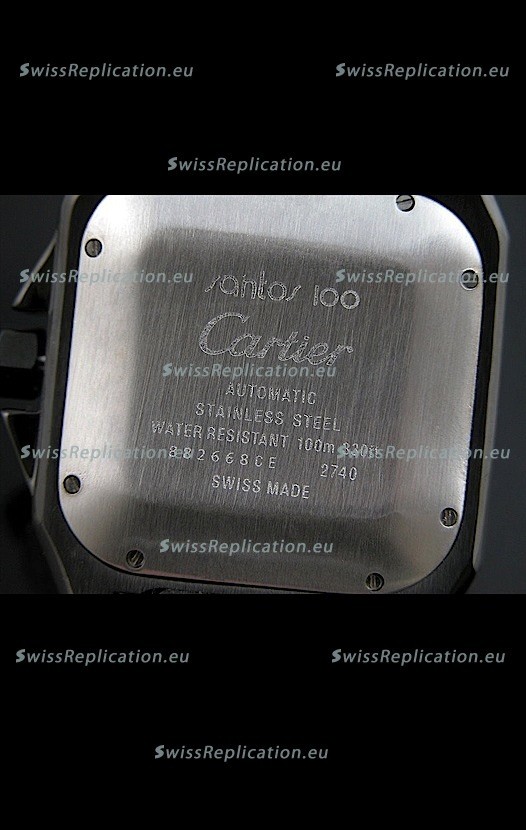 SwissReplication.eu SwissReplication.eu
SwissReplication.eu
santos 100
SwissReplication.eu SwissReplication.eu
Cartier
SwissReplication.eu
AUTOMATIC
STAINLESS STEEL
WATER RESISTANT 100m
SwissReplication.eu SwissReplication.eu
882668CE 2740
SWISS MADE
SwissReplication.eu
SwissReplication.eu SwissReplication.eu
SwissReplication.eu